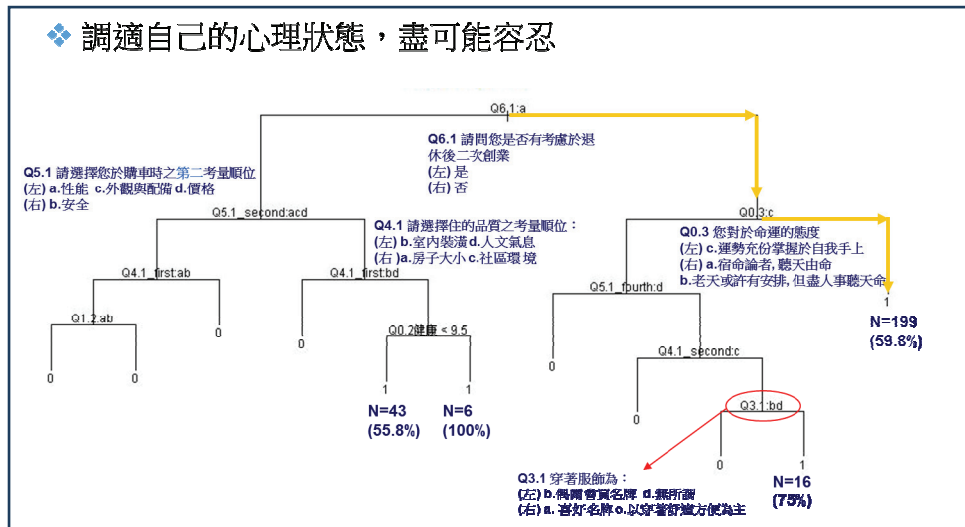 調適自己的心理狀態，盡可能容忍
Q6.1:a
Q6.1 請問您是否有考慮於退
休後二次創業
(左) 是
(右) 否
Q5.1 請選擇您於購車時之第二考量順位
(左) a.性能 c.外觀與配備 d.價格
(右) b.安全
Q5.1_second:acd
Q4.1 請選擇住的品質之考量順位：
(左) b.室內裝潢 d.人文氣息
(右) a.房子大小 c.社區環境
Q0.3:c
Q0.3 您對於命運的態度
(左) c.運勢充份掌握於自我手上
(右) a.宿命論者, 聽天由命
b.老天或許有安排, 但盡人事聽天命
Q4.1_first:ab
Q4.1_first:bd
Q5.1_fourth:d
1
N=199
(59.8%)
Q1.2:ab
0
0
Q0.2健康 < 9.5
Q4.1_second:c
0
0
0
1
1
N=43
(55.8%)
N=6
(100%)
0
Q3.1:bd
0
0
1
N=16
(75%)
Q3.1 穿著服飾為：
(左) b.偶爾會買名牌 d.無所謂
(右) a. 喜好名牌 c.以穿著舒適方便為主